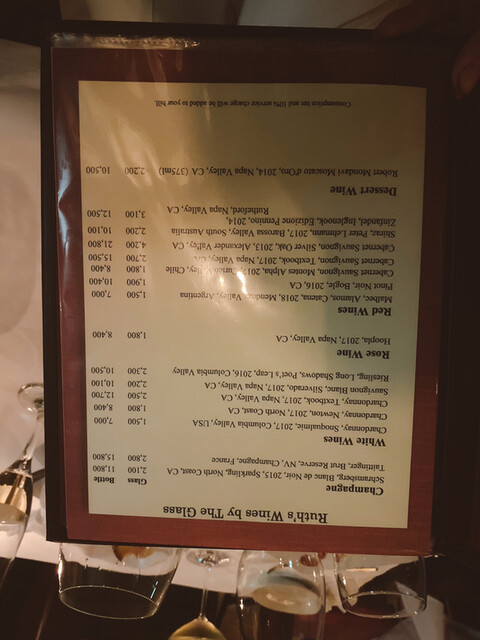 Ruth's Wines by The Glass
Glass Bottle
Champagne
Schramsberg, Blanc de Noir, 2015, Sparkling, North Coast, CA 2,100 11,800
Taittinger, Brut Reserve, NV, Champagne, France 2,800 15,800
White Wines
Chardonnay, Snoqualmie, 2017, Columbia Valley, USA 1,500 7,000
Chardonnay, Newton, 2017, North Coast, CA 1,800 8,400
Chardonnay, Textbook, 2017, Napa Valley, CA 2,500 12,700
Sauvignon Blanc, Silverado, 2017, Napa Valley, CA 2,200 10,100
Riesling, Long Shadows, Poet's Leap, 2016, Columbia Valley 2,300 10,500
Rose Wine
Hoopla, 2017, Napa Valley, CA 1,800 8,400
Red Wines
Malbec, Alamos, Catena, 2018, Mendoza Valley, Argentina 1,500 7,000
Pinot Noir, Bogle, 2016, CA 1,900 10,400
Cabernet Sauvignon, Montes Alpha, 2017, Valley, Chile 1,800 8,400
Cabernet Sauvignon, Textbook, 2017, Napa Valley, CA 2,700 15,500
Cabernet Sauvignon, Silver Oak, 2013, Alexander Valley, CA 4,200 21,800
Shiraz, Peter Lehmann, 2017, Barossa Valley, South Australia 2,200 10,100
Zinfandel, Inglenook, Edizione Pennino, 2014,
Rutherford, Napa Valley, CA 3,100 12,500
Dessert Wine
Robert Mondavi Moscato d'Oro, 2014, Napa Valley, CA (375ml) 2,200 10,500
Consumption tax and 10% service charge will be added to your bill.